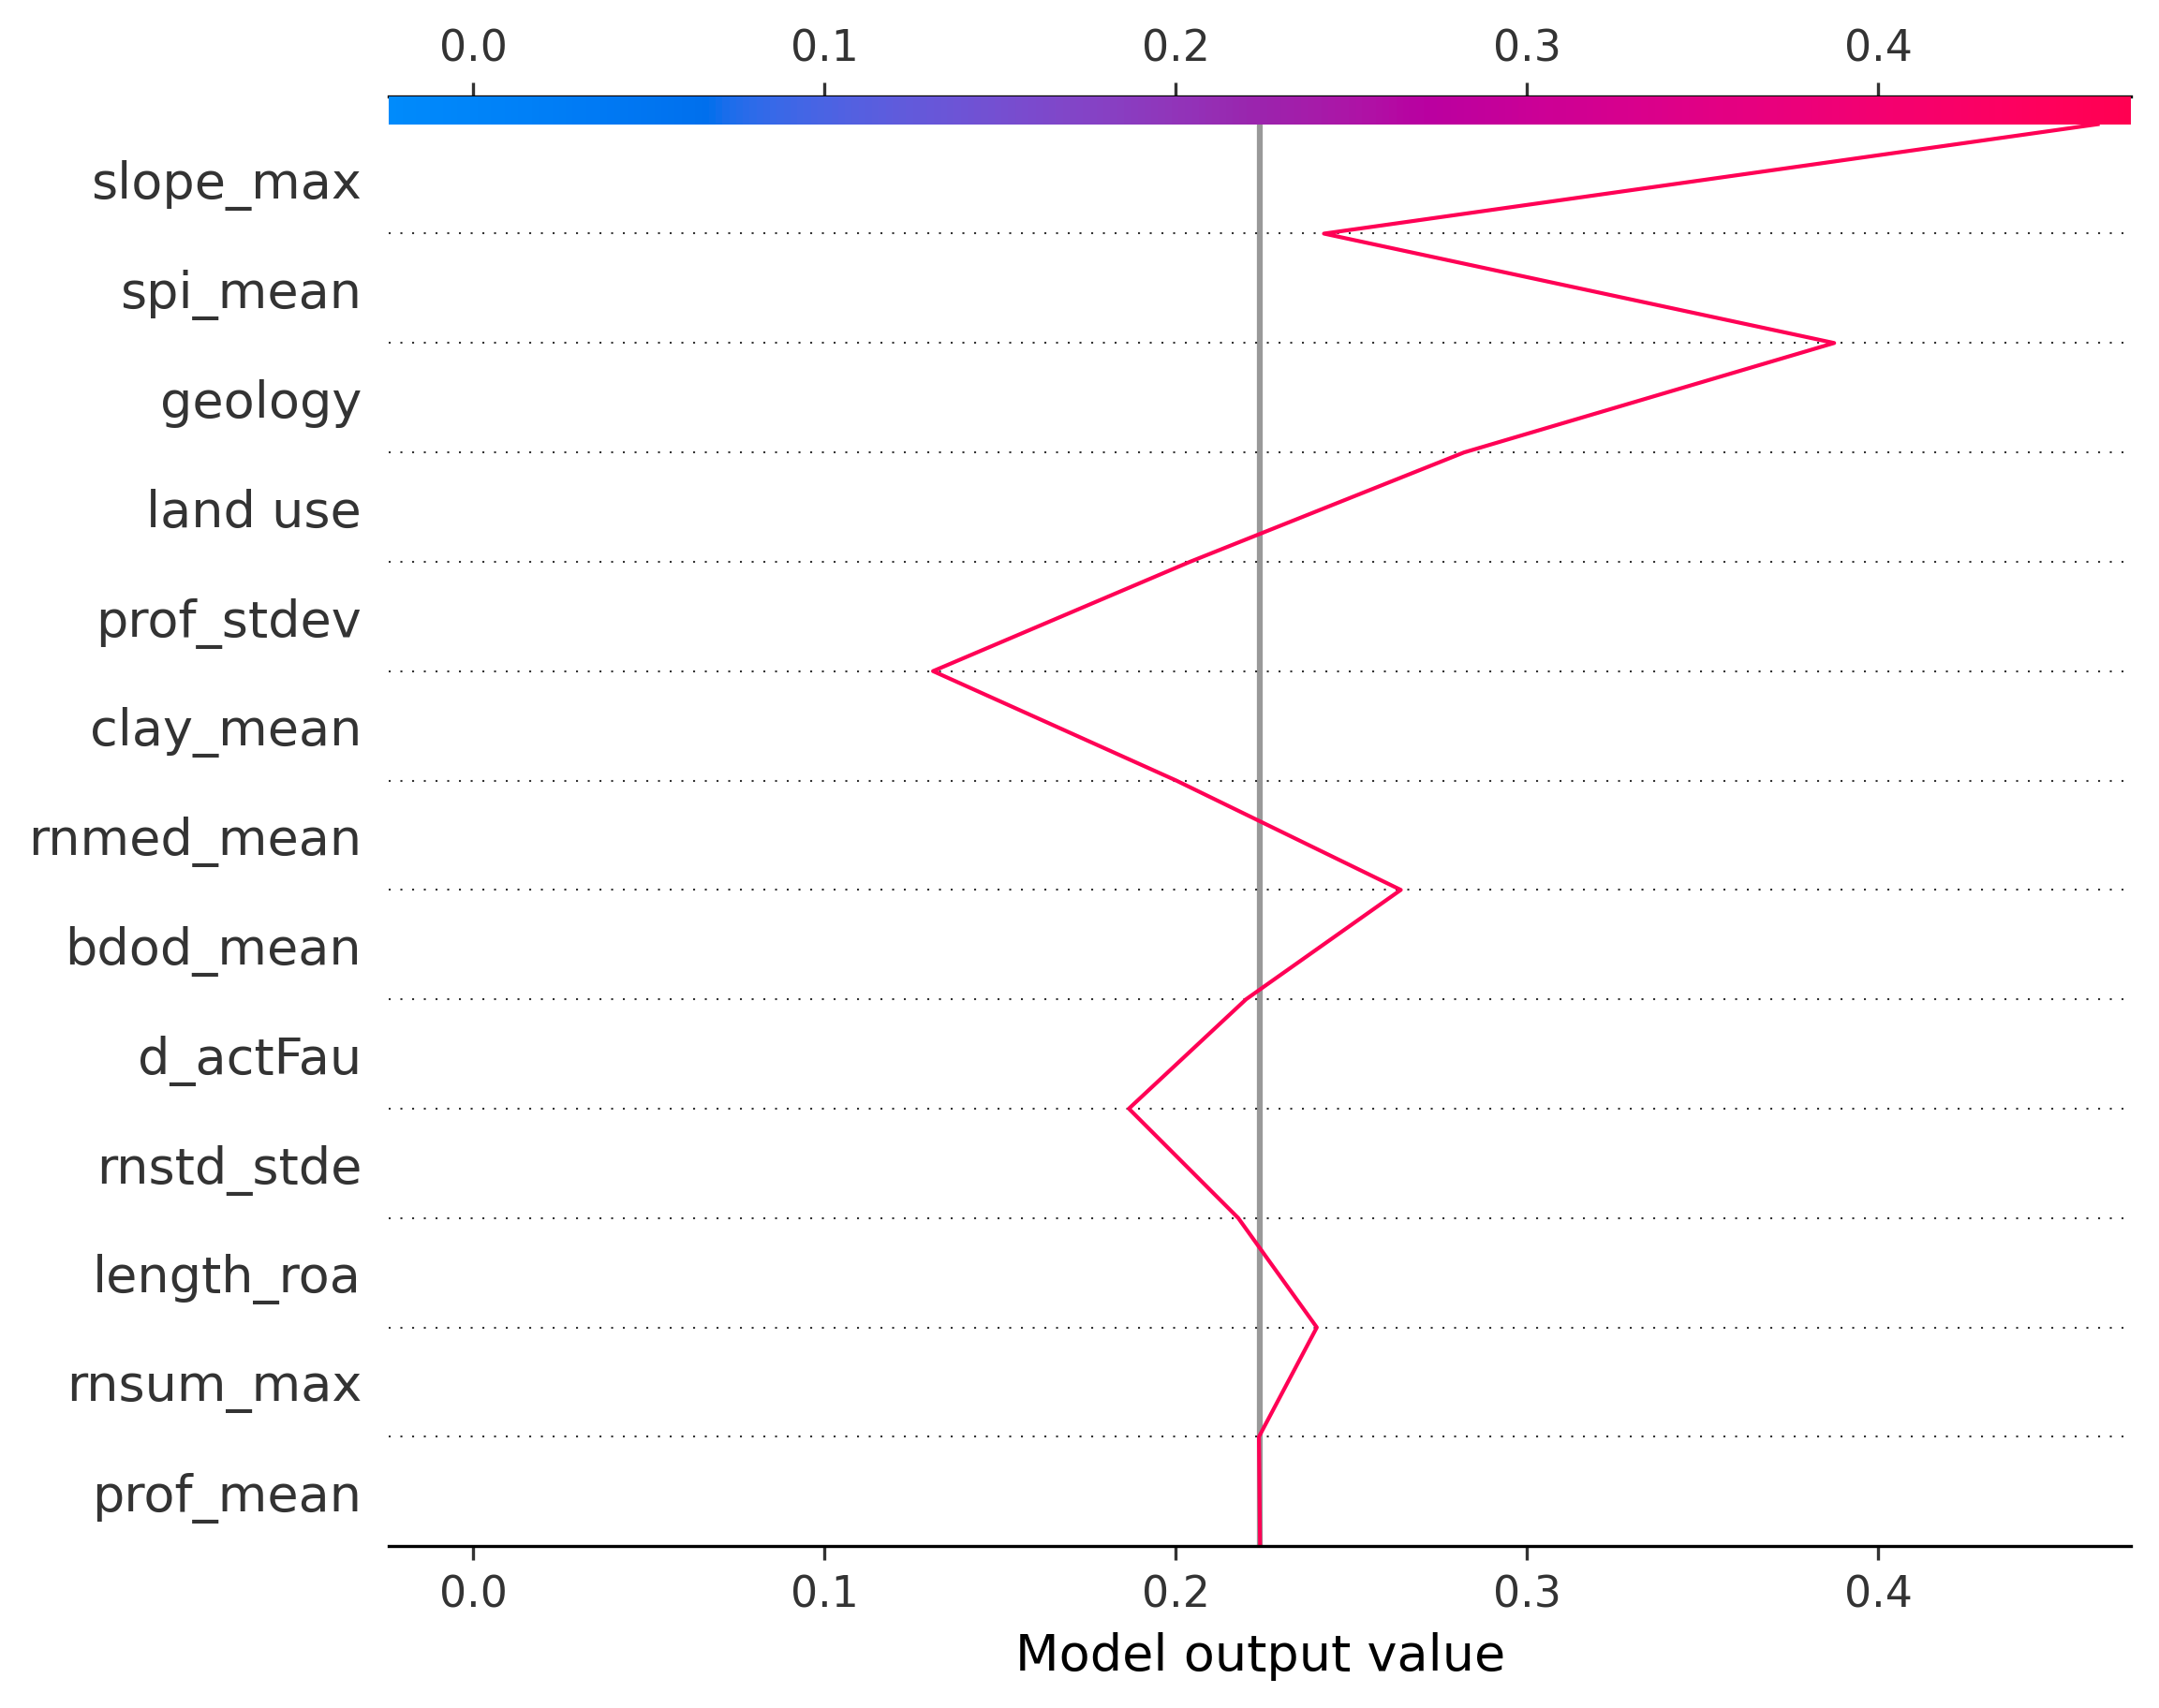 0.0 0.1 0.2 0.3 0.4
slope_max
spi_mean
geology
land use
prof_stdev
clay_mean
rnmed_mean
bdod_mean
d_actFau
rnstd_stde
length_roa
rnsum_max
prof_mean
0.0 0.1 0.2 0.3 0.4
Model output value